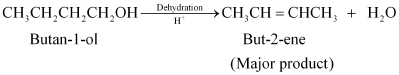 CH₃CH₂CH₂CH₂OH Dehydration H⁺ → CH₃CH = CHCH₃ + H₂O
Butan-1-ol But-2-ene
(Major product)